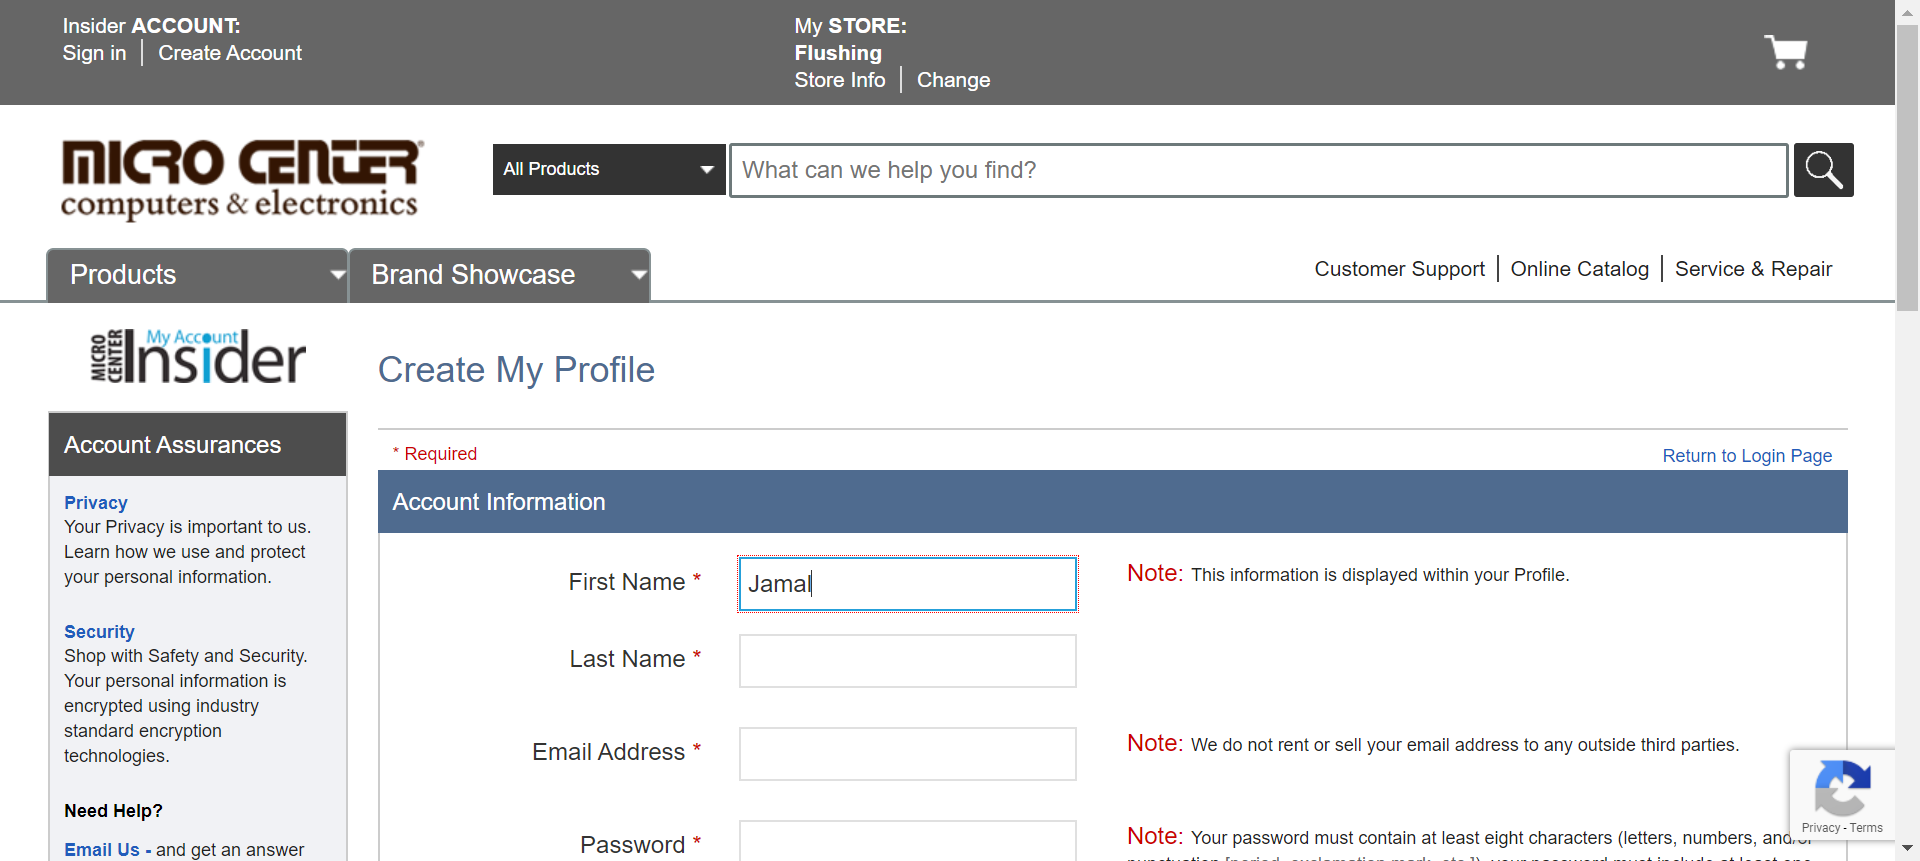 Insider ACCOUNT:
Sign in
Create Account
My STORE:
Flushing
Store Info
Change
MICRO CENTER
computers & electronics
All Products
What can we help you find?
Products
Brand Showcase
Customer Support
Online Catalog
Service & Repair
MICRO CENTER
My Account
Insider
Create My Profile
Account Assurances
Privacy
Your Privacy is important to us.
Learn how we use and protect
your personal information.
Security
Shop with Safety and Security.
Your personal information is
encrypted using industry
standard encryption
technologies.
Need Help?
Email Us - and get an answer
* Required
Return to Login Page
Account Information
First Name *
Jamal
Note: This information is displayed within your Profile.
Last Name *
Email Address *
Note: We do not rent or sell your email address to any outside third parties.
Password *
Note: Your password must contain at least eight characters (letters, numbers, and/or
Privacy - Terms